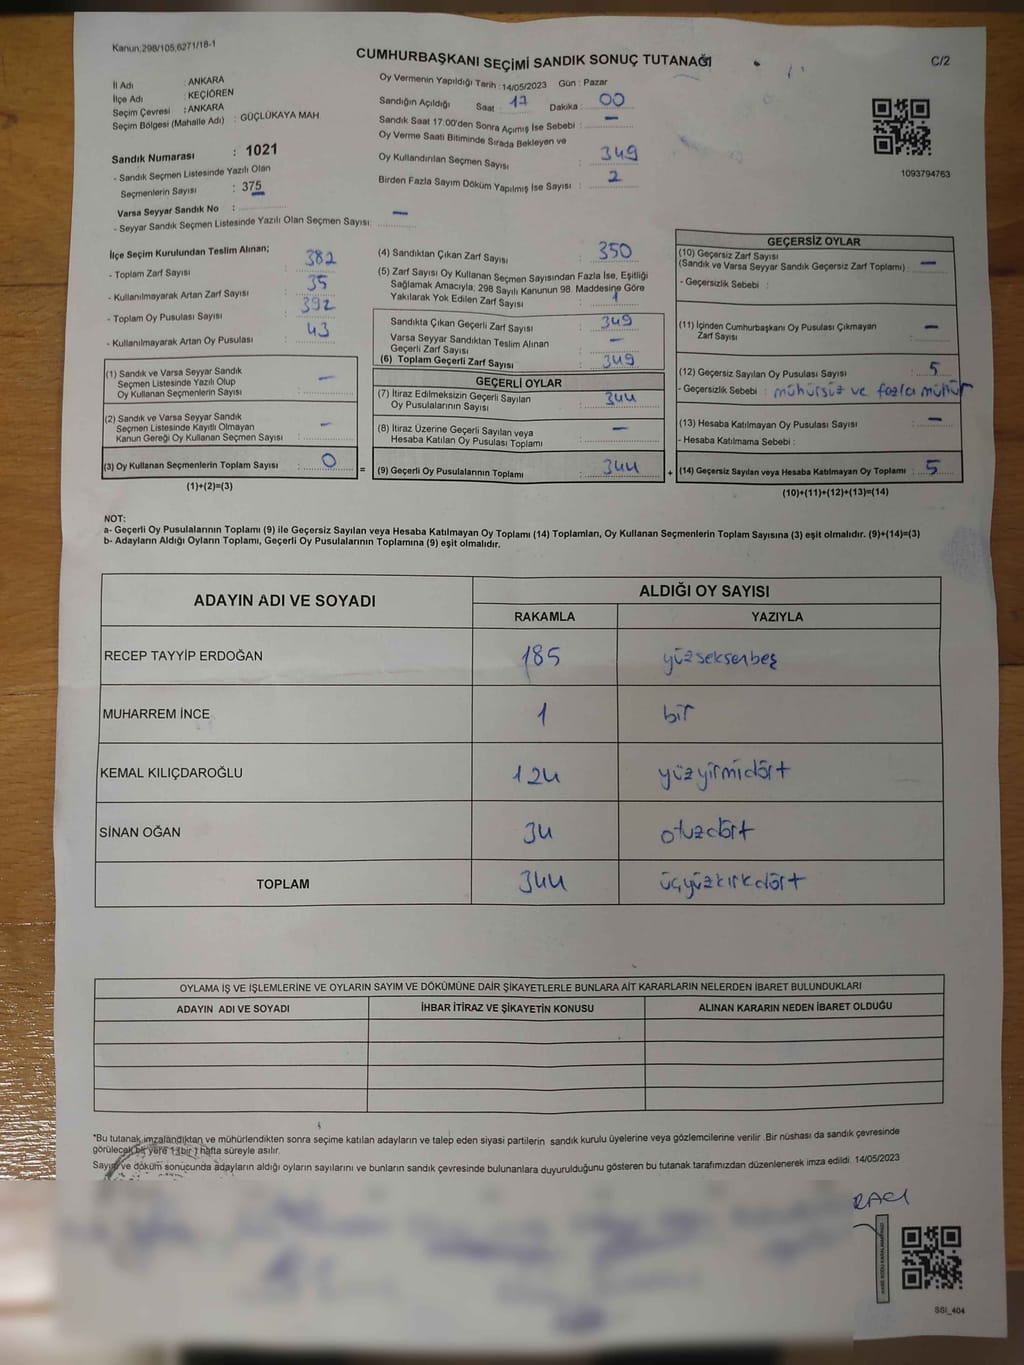 Kanun:298/105,6271/18-1
CUMHURBAŞKANI SEÇİMİ SANDIK SONUÇ TUTANAĞI
C/2
İl Adı : ANKARA
İlçe Adı : KEÇİÖREN
Seçim Çevresi : ANKARA
Seçim Bölgesi (Mahalle Adı) : GÜÇLÜKAYA MAH
Sandık Numarası : 1021
- Sandık Seçmen Listesinde Yazılı Olan
Seçmenlerin Sayısı : 375
Varsa Seyyar Sandık No :
- Seyyar Sandık Seçmen Listesinde Yazılı Olan Seçmen Sayısı: —
Oy Vermenin Yapıldığı Tarih : 14/05/2023 Gün : Pazar
Sandığın Açıldığı Saat : 17 Dakika : 00
Sandık Saat 17:00'den Sonra Açımış İse Sebebi : —
Oy Verme Saati Bitiminde Sırada Bekleyen ve
Oy Kullandırılan Seçmen Sayısı : 349
Birden Fazla Sayım Döküm Yapılmış İse Sayısı : 2
1093794763
İlçe Seçim Kurulundan Teslim Alınan;
- Toplam Zarf Sayısı : 382
- Kullanılmayarak Artan Zarf Sayısı : 35
- Toplam Oy Pusulası Sayısı : 392
- Kullanılmayarak Artan Oy Pusulası : 43
(1) Sandık ve Varsa Seyyar Sandık
Seçmen Listesinde Yazılı Olup
Oy Kullanan Seçmenlerin Sayısı : —
(2) Sandık ve Varsa Seyyar Sandık
Seçmen Listesinde Kayıtlı Olmayan
Kanun Gereği Oy Kullanan Seçmen Sayısı : —
(3) Oy Kullanan Seçmenlerin Toplam Sayısı : 0
(1)+(2)=(3)
=
(4) Sandıktan Çıkan Zarf Sayısı : 350
(5) Zarf Sayısı Oy Kullanan Seçmen Sayısından Fazla İse, Eşitliği
Sağlamak Amacıyla, 298 Sayılı Kanunun 98. Maddesine Göre
Yakılarak Yok Edilen Zarf Sayısı : 1
Sandıkta Çıkan Geçerli Zarf Sayısı : 349
Varsa Seyyar Sandıktan Teslim Alınan
Geçerli Zarf Sayısı : —
(6) Toplam Geçerli Zarf Sayısı : 349
GEÇERLİ OYLAR
(7) İtiraz Edilmeksizin Geçerli Sayılan
Oy Pusulalarının Sayısı : 344
(8) İtiraz Üzerine Geçerli Sayılan veya
Hesaba Katılan Oy Pusulası Toplamı : —
(9) Geçerli Oy Pusulalarının Toplamı : 344
+
GEÇERSİZ OYLAR
(10) Geçersiz Zarf Sayısı
(Sandık ve Varsa Seyyar Sandık Geçersiz Zarf Toplamı) : —
- Geçersizlik Sebebi :
(11) İçinden Cumhurbaşkanı Oy Pusulası Çıkmayan
Zarf Sayısı : —
(12) Geçersiz Sayılan Oy Pusulası Sayısı : 5
- Geçersizlik Sebebi : mühürsüz ve fazla mühür
(13) Hesaba Katılmayan Oy Pusulası Sayısı : —
- Hesaba Katılmama Sebebi :
(14) Geçersiz Sayılan veya Hesaba Katılmayan Oy Toplamı : 5
(10)+(11)+(12)+(13)=(14)
NOT:
a- Geçerli Oy Pusulalarının Toplamı (9) ile Geçersiz Sayılan veya Hesaba Katılmayan Oy Toplamı (14) Toplamları, Oy Kullanan Seçmenlerin Toplam Sayısına (3) eşit olmalıdır. (9)+(14)=(3)
b- Adayların Aldığı Oyların Toplamı, Geçerli Oy Pusulalarının Toplamına (9) eşit olmalıdır.
ADAYIN ADI VE SOYADI
ALDIĞI OY SAYISI
RAKAMLA YAZIYLA
RECEP TAYYİP ERDOĞAN 185 yüzseksenbeş
MUHARREM İNCE 1 bir
KEMAL KILIÇDAROĞLU 124 yüzyirmidört
SİNAN OĞAN 34 otuzdört
TOPLAM 344 üçyüzkırkdört
OYLAMA İŞ VE İŞLEMLERİNE VE OYLARIN SAYIM VE DÖKÜMÜNE DAİR ŞİKAYETLERLE BUNLARA AİT KARARLARIN NELERDEN İBARET BULUNDUKLARI
ADAYIN ADI VE SOYADI İHBAR İTİRAZ VE ŞİKAYETİN KONUSU ALINAN KARARIN NEDEN İBARET OLDUĞU
*Bu tutanak imzalandıktan ve mühürlendikten sonra seçime katılan adayların ve talep eden siyasi partilerin sandık kurulu üyelerine veya gözlemcilerine verilir. Bir nüshası da sandık çevresinde
görülecek bir yere 1 (bir) hafta süreyle asılır.
Sayım ve döküm sonucunda adayların aldığı oyların sayılarını ve bunların sandık çevresinde bulunanlara duyurulduğunu gösteren bu tutanak tarafımızdan düzenlenerek imza edildi. 14/05/2023
SSİ_404